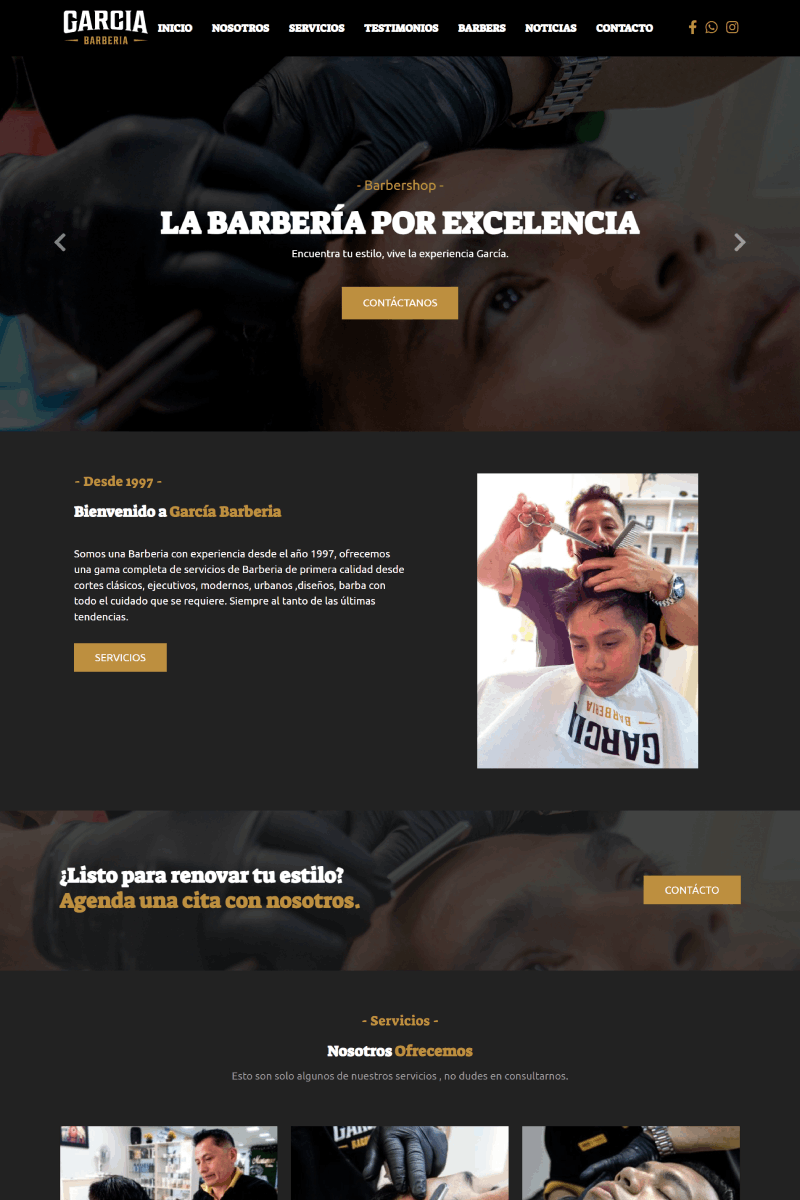 GARCIA
BARBERIA
INICIO NOSOTROS SERVICIOS TESTIMONIOS BARBERS NOTICIAS CONTACTO
- Barbershop -
LA BARBERÍA POR EXCELENCIA
Encuentra tu estilo, vive la experiencia García.
CONTÁCTANOS
- Desde 1997 -
Bienvenido a García Barberia
Somos una Barberia con experiencia desde el año 1997, ofrecemos
una gama completa de servicios de Barberia de primera calidad desde
cortes clásicos, ejecutivos, modernos, urbanos ,diseños, barba con
todo el cuidado que se requiere. Siempre al tanto de las últimas
tendencias.
SERVICIOS
BARBERIA
GARCIA
¿Listo para renovar tu estilo?
Agenda una cita con nosotros.
CONTÁCTO
- Servicios -
Nosotros Ofrecemos
Esto son solo algunos de nuestros servicios , no dudes en consultarnos.